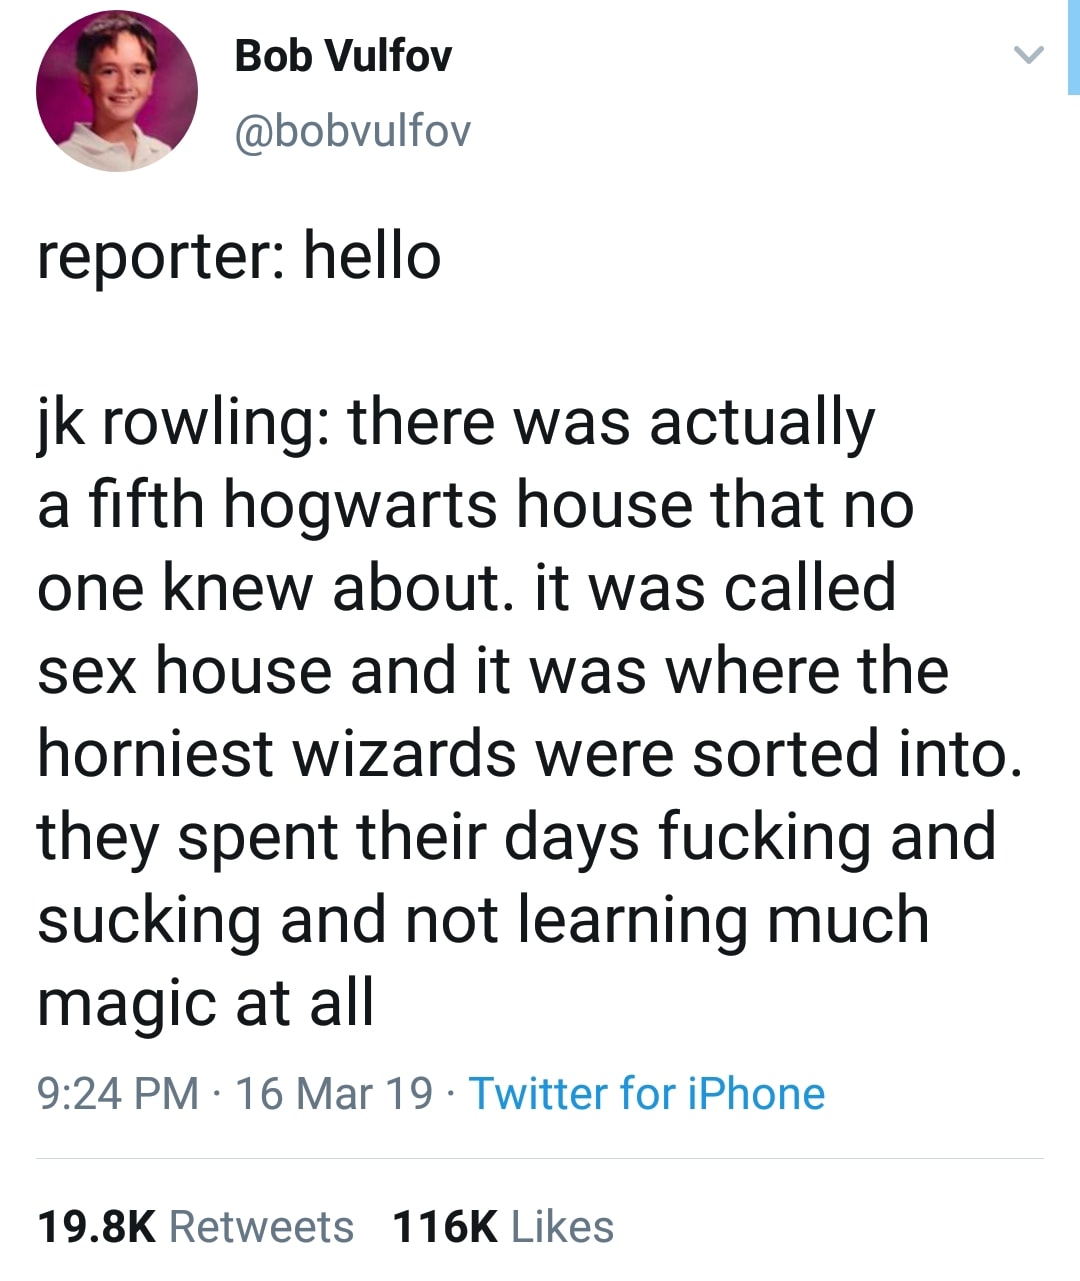 Bob Vulfov
@bobvulfov
reporter: hello
jk rowling: there was actually
a fifth hogwarts house that no
one knew about. it was called
sex house and it was where the
horniest wizards were sorted into.
they spent their days fucking and
sucking and not learning much
magic at all
9:24 PM · 16 Mar 19 · Twitter for iPhone
19.8K Retweets 116K Likes